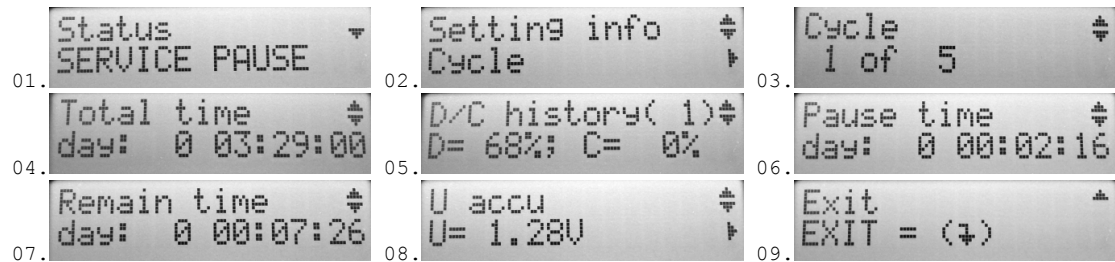 01. Status
SERVICE PAUSE
02. Setting info
Cycle
03. Cycle
1 of 5
04. Total time
day: 0 03:29:00
05. D/C history( 1)
D= 68%; C= 0%
06. Pause time
day: 0 00:02:16
07. Remain time
day: 0 00:07:26
08. U accu
U= 1.28V
09. Exit
EXIT = (↴)